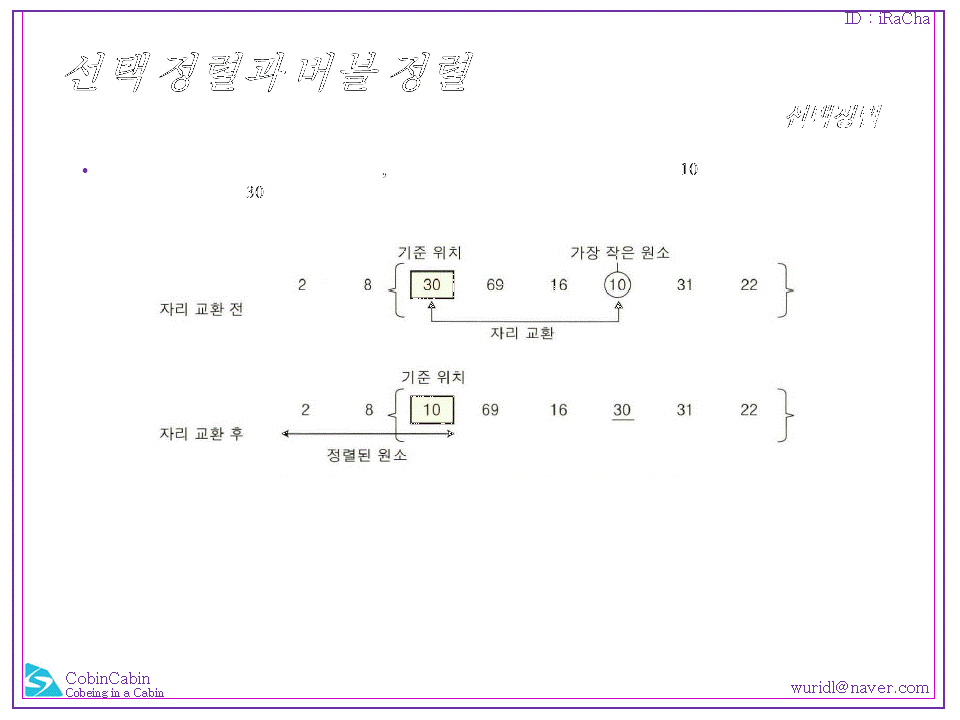 ID : iRaCha
선택 정렬과 버블 정렬
선택정렬
• , 10
30
기준 위치 가장 작은 원소
2 8 30 69 16 10 31 22
자리 교환 전
자리 교환
기준 위치
2 8 10 69 16 30 31 22
자리 교환 후
정렬된 원소
CobinCabin
Cobeing in a Cabin
wuridl@naver.com